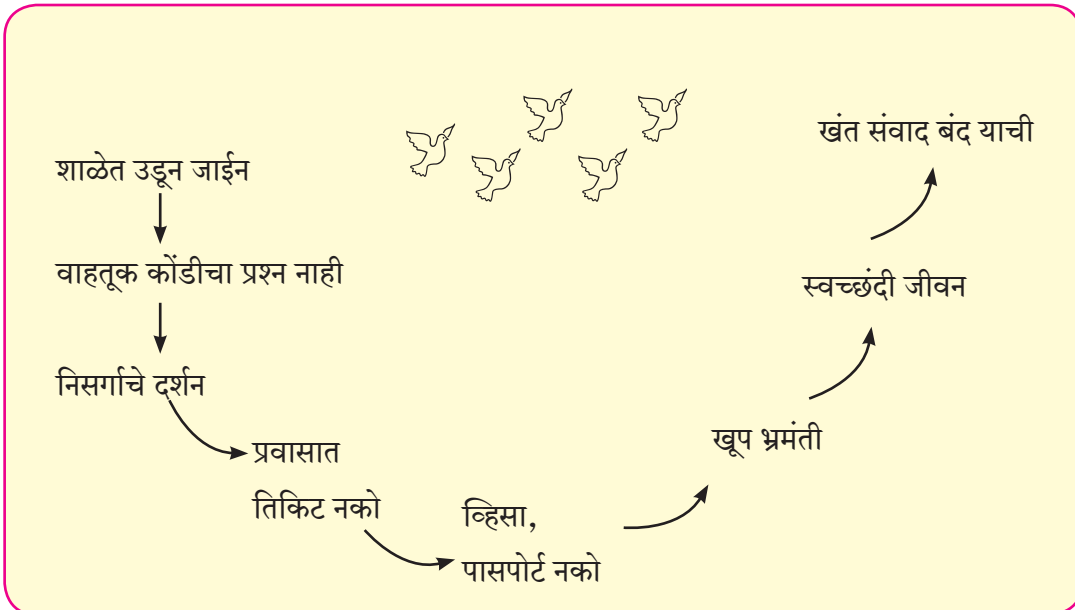 शाळेत उडून जाईन
वाहतूक कोंडीचा प्रश्न नाही
निसर्गाचे दर्शन
प्रवासात
तिकिट नको
व्हिसा,
पासपोर्ट नको
खूप भ्रमंती
स्वच्छंदी जीवन
खंत संवाद बंद याची